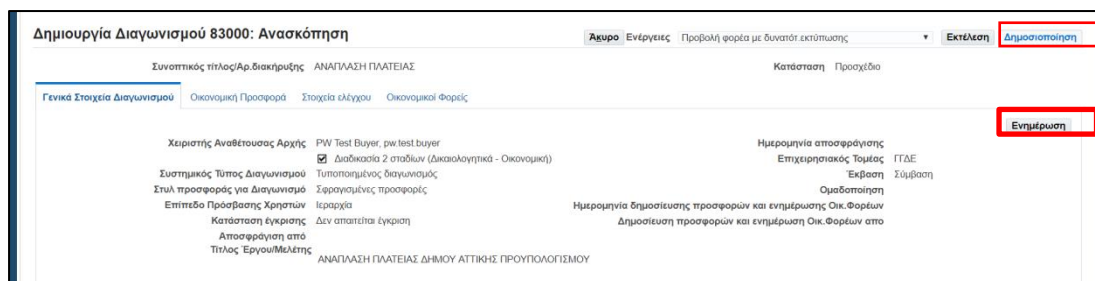 Δημιουργία Διαγωνισμού 83000: Ανασκόπηση
Άκυρο Ενέργειες Προβολή φορέα με δυνατότ.εκτύπωσης Εκτέλεση Δημοσιοποίηση
Συνοπτικός τίτλος/Αρ.διακήρυξης ΑΝΑΠΛΑΣΗ ΠΛΑΤΕΙΑΣ Κατάσταση Προσχέδιο
Γενικά Στοιχεία Διαγωνισμού Οικονομική Προσφορά Στοιχεία ελέγχου Οικονομικοί Φορείς
Ενημέρωση
Χειριστής Αναθέτουσας Αρχής PW Test Buyer, pw.test.buyer Ημερομηνία αποσφράγισης
Διαδικασία 2 σταδίων (Δικαιολογητικά - Οικονομική) Επιχειρησιακός Τομέας ΓΓΔΕ
Συστημικός Τύπος Διαγωνισμού Τυποποιημένος διαγωνισμός Έκβαση Σύμβαση
Στυλ προσφοράς για Διαγωνισμό Σφραγισμένες προσφορές Ομαδοποίηση
Επίπεδο Πρόσβασης Χρηστών Ιεραρχία Ημερομηνία δημοσίευσης προσφορών και ενημέρωσης Οικ.Φορέων
Κατάσταση έγκρισης Δεν απαιτείται έγκριση Δημοσίευση προσφορών και ενημέρωση Οικ.Φορέων απο
Αποσφράγιση από
Τίτλος Έργου/Μελέτης
ΑΝΑΠΛΑΣΗ ΠΛΑΤΕΙΑΣ ΔΗΜΟΥ ΑΤΤΙΚΗΣ ΠΡΟΥΠΟΛΟΓΙΣΜΟΥ